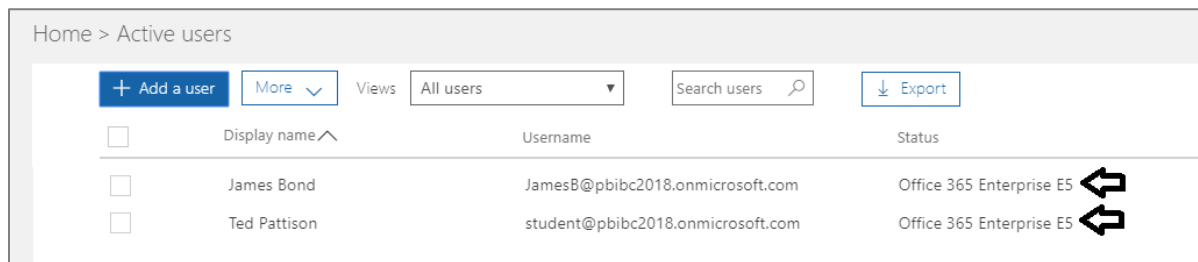 Home > Active users
+ Add a user More Views All users Search users Export
Display name Username Status
James Bond JamesB@pbibc2018.onmicrosoft.com Office 365 Enterprise E5
Ted Pattison student@pbibc2018.onmicrosoft.com Office 365 Enterprise E5